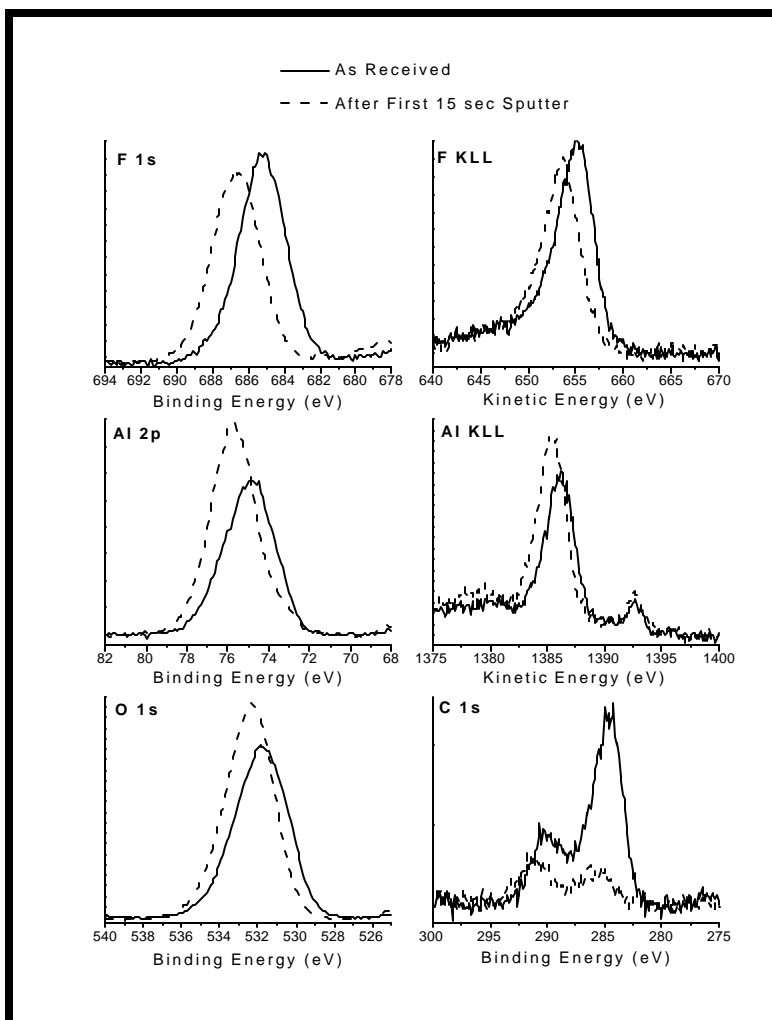 As Received
After First 15 sec Sputter
F 1s
694 692 690 688 686 684 682 680 678
Binding Energy (eV)
F KLL
640 645 650 655 660 665 670
Kinetic Energy (eV)
Al 2p
82 80 78 76 74 72 70 68
Binding Energy (eV)
Al KLL
1375 1380 1385 1390 1395 1400
Kinetic Energy (eV)
O 1s
540 538 536 534 532 530 528 526
Binding Energy (eV)
C 1s
300 295 290 285 280 275
Binding Energy (eV)